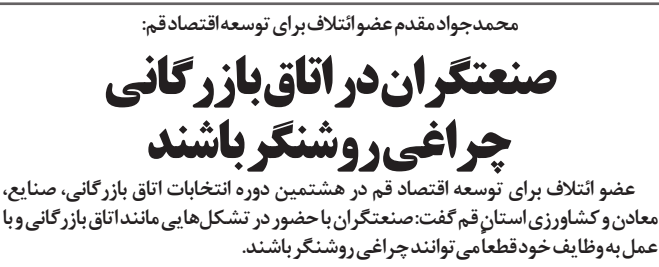 محمدجواد مقدم عضو ائتلاف برای توسعه اقتصاد قم:
صنعتگران در اتاق بازرگانی
چراغی روشنگر باشند
عضو ائتلاف برای توسعه اقتصاد قم در هشتمین دوره انتخابات اتاق بازرگانی، صنایع،
معادن و کشاورزی استان قم گفت: صنعتگران با حضور در تشکل‌هایی مانند اتاق بازرگانی و با
عمل به وظایف خود قطعاً می توانند چراغی روشنگر باشند.